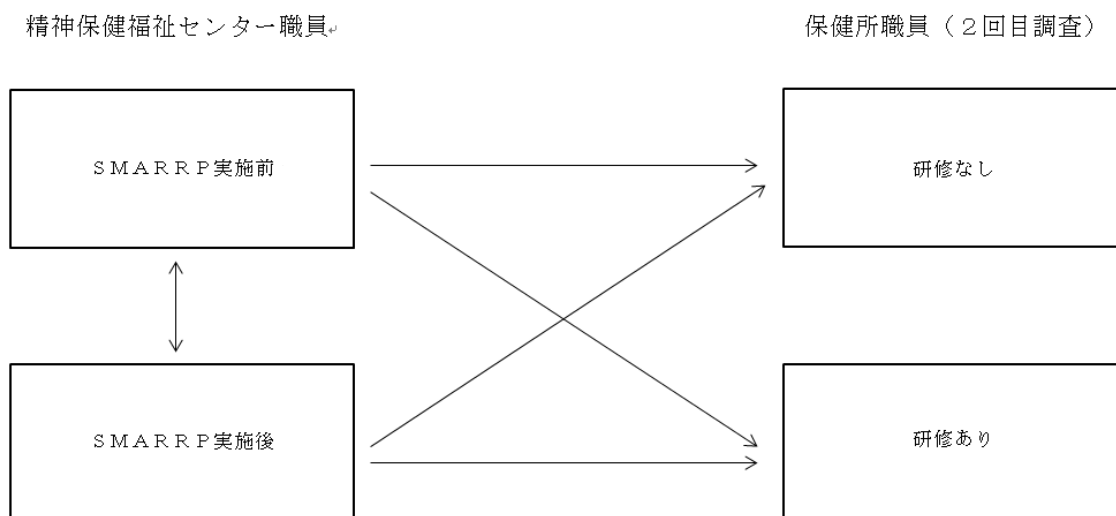 精神保健福祉センター職員
保健所職員（２回目調査）
ＳＭＡＲＲＰ実施前
研修なし
ＳＭＡＲＲＰ実施後
研修あり